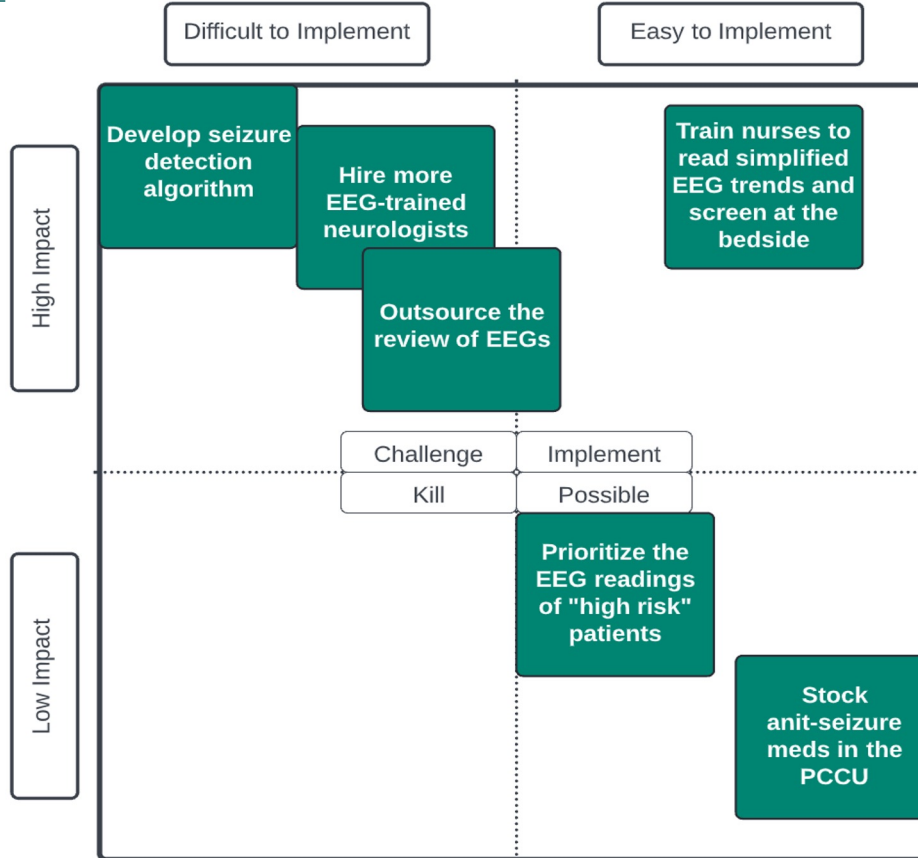 Difficult to Implement
Easy to Implement
High Impact
Low Impact
Develop seizure
detection
algorithm
Hire more
EEG-trained
neurologists
Outsource the
review of EEGs
Train nurses to
read simplified
EEG trends and
screen at the
bedside
Challenge
Implement
Kill
Possible
Prioritize the
EEG readings
of "high risk"
patients
Stock
anit-seizure
meds in the
PCCU